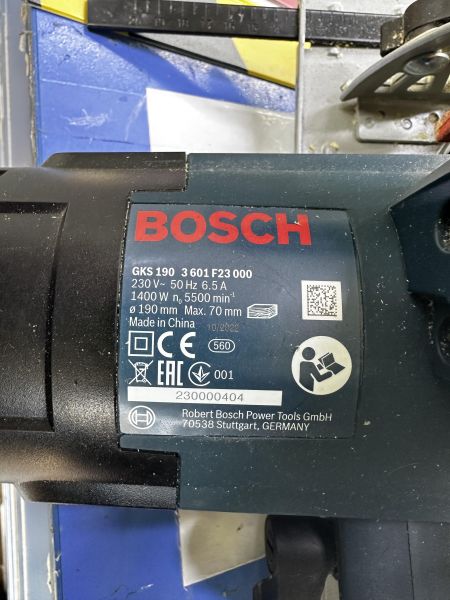 BOSCH
GKS 190 3 601 F23 000
230 V~ 50 Hz 6.5 A
1400 W n₀ 5500 min⁻¹
ø 190 mm Max. 70 mm
Made in China 10/2022
CE 560
EAC 001
230000404
Robert Bosch Power Tools GmbH
70538 Stuttgart, GERMANY